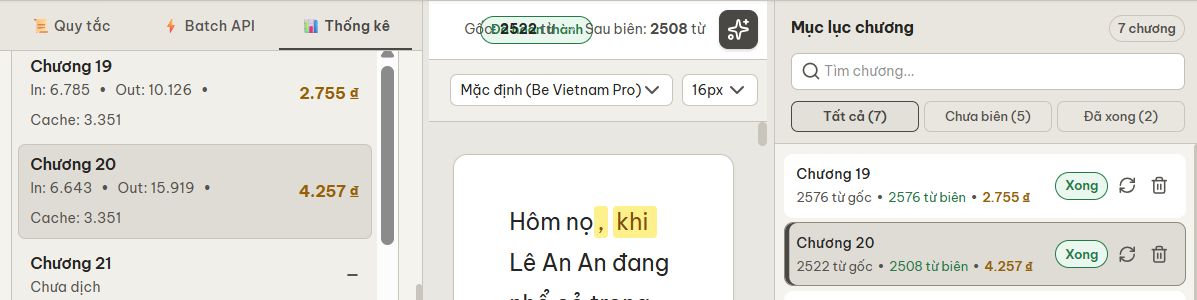 Quy tắc
Batch API
Thống kê
Chương 19
In: 6.785 • Out: 10.126 •
Cache: 3.351
2.755 ₫
Chương 20
In: 6.643 • Out: 15.919 •
Cache: 3.351
4.257 ₫
Chương 21
Chưa dịch
—
2522
Sau biên: 2508 từ
Mặc định (Be Vietnam Pro)
16px
Hôm nọ, khi
Lê An An đang
Mục lục chương
7 chương
Tìm chương...
Tất cả (7)
Chưa biên (5)
Đã xong (2)
Chương 19
2576 từ gốc • 2576 từ biên • 2.755 ₫
Xong
Chương 20
2522 từ gốc • 2508 từ biên • 4.257 ₫
Xong